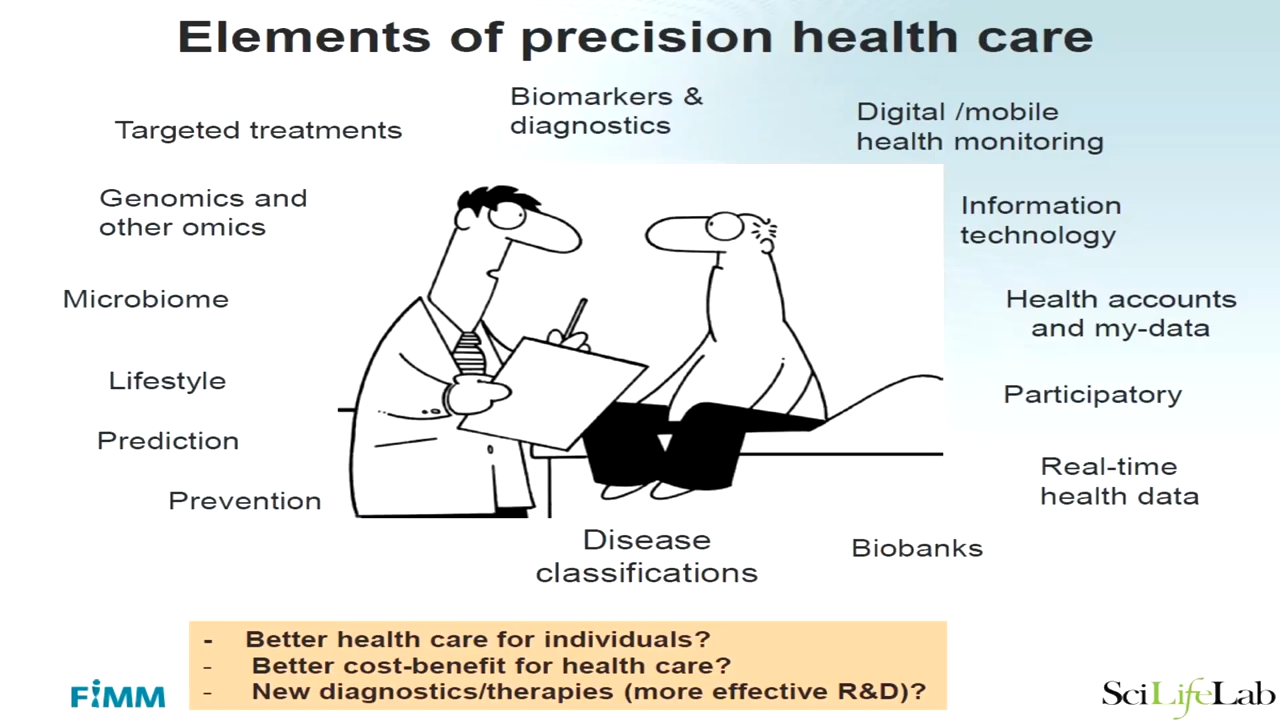 Elements of precision health care
Biomarkers &
diagnostics
Targeted treatments
Digital /mobile
health monitoring
Genomics and
other omics
Information
technology
Microbiome
Health accounts
and my-data
Lifestyle
Participatory
Prediction
Real-time
health data
Prevention
Disease
classifications
Biobanks
- Better health care for individuals?
- Better cost-benefit for health care?
- New diagnostics/therapies (more effective R&D)?
FiMM
SciLifeLab